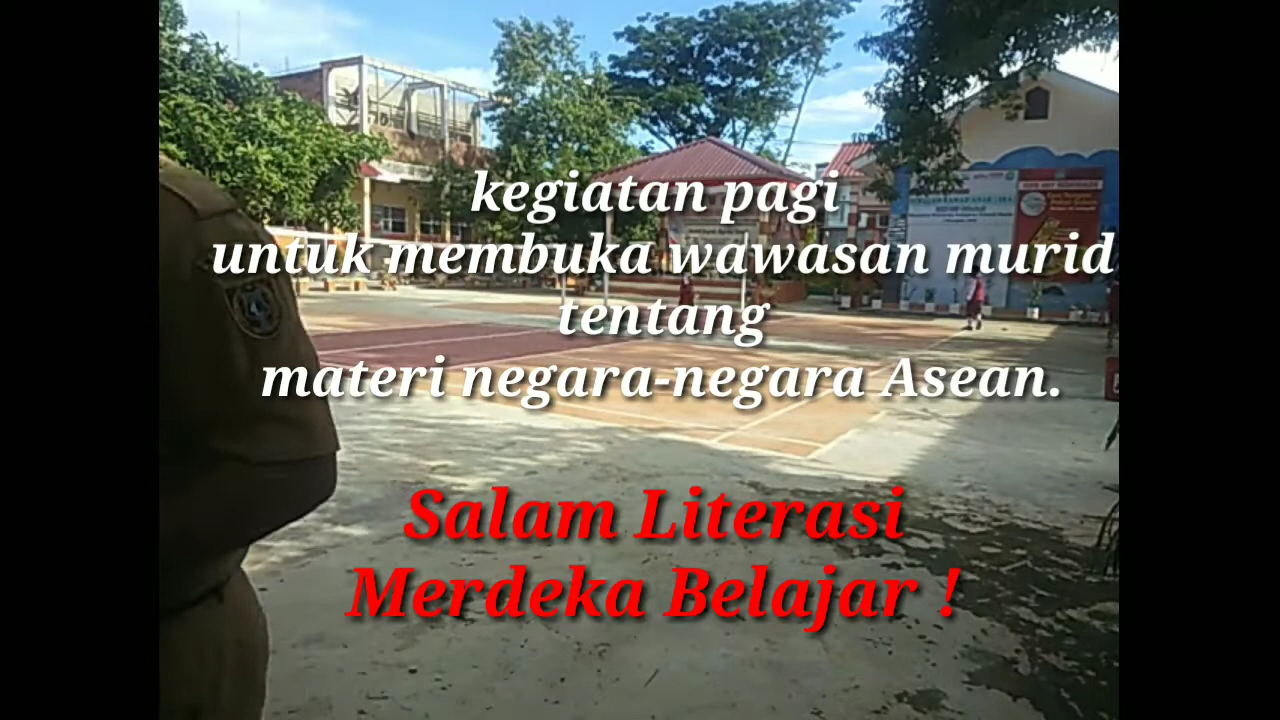 kegiatan pagi
untuk membuka wawasan murid
tentang
materi negara-negara Asean.
Salam Literasi
Merdeka Belajar !